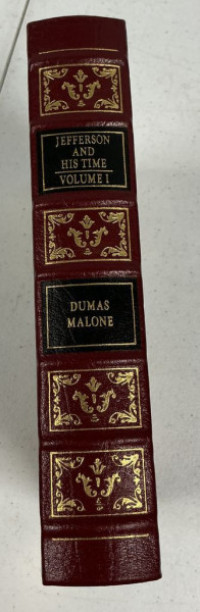 JEFFERSON
AND
HIS TIME
VOLUME I
DUMAS
MALONE